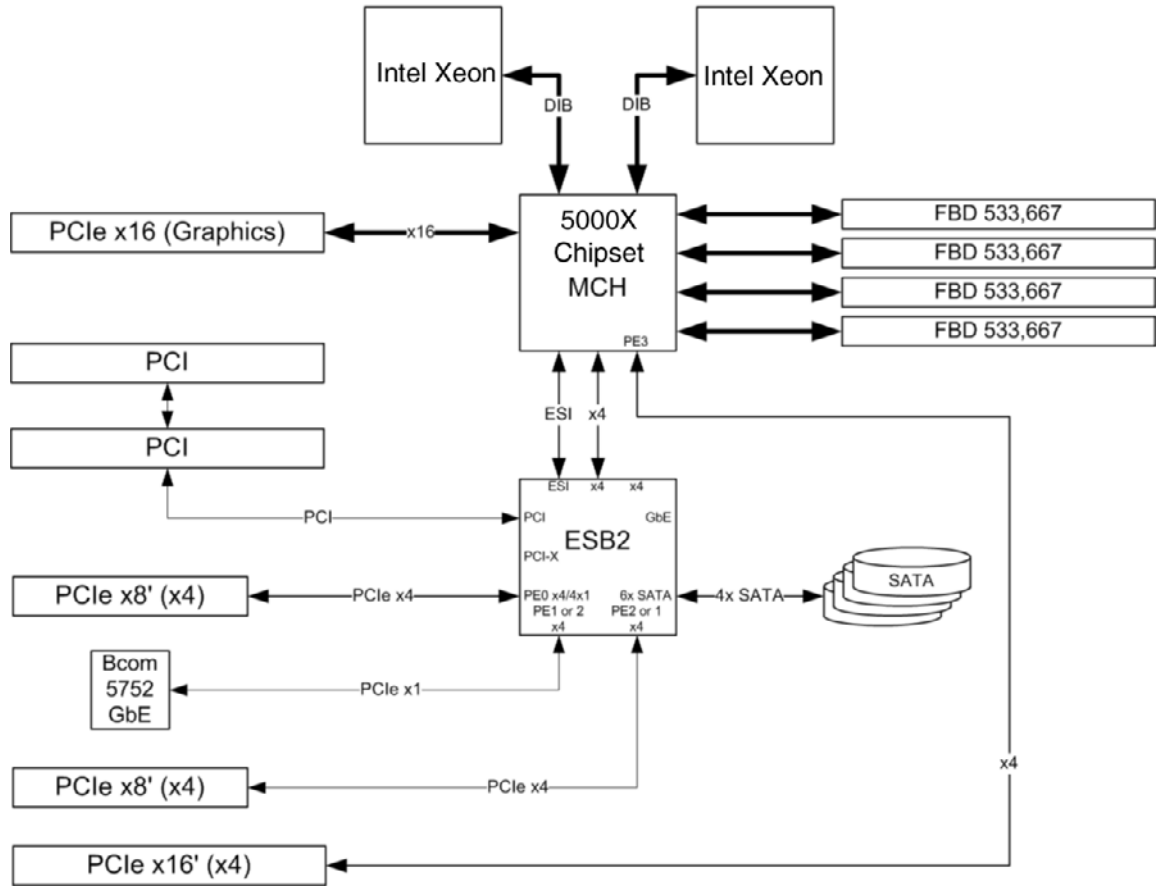 Intel Xeon
Intel Xeon
DIB
DIB
PCIe x16 (Graphics)
x16
5000X
Chipset
MCH
PE3
FBD 533,667
FBD 533,667
FBD 533,667
FBD 533,667
PCI
PCI
ESI
x4
PCI
ESI
x4
x4
PCI
GbE
ESB2
PCI-X
PE0 x4/4x1
6x SATA
PE1 or 2
PE2 or 1
x4
x4
PCIe x8' (x4)
PCIe x4
4x SATA
SATA
Bcom
5752
GbE
PCIe x1
PCIe x8' (x4)
PCIe x4
x4
PCIe x16' (x4)